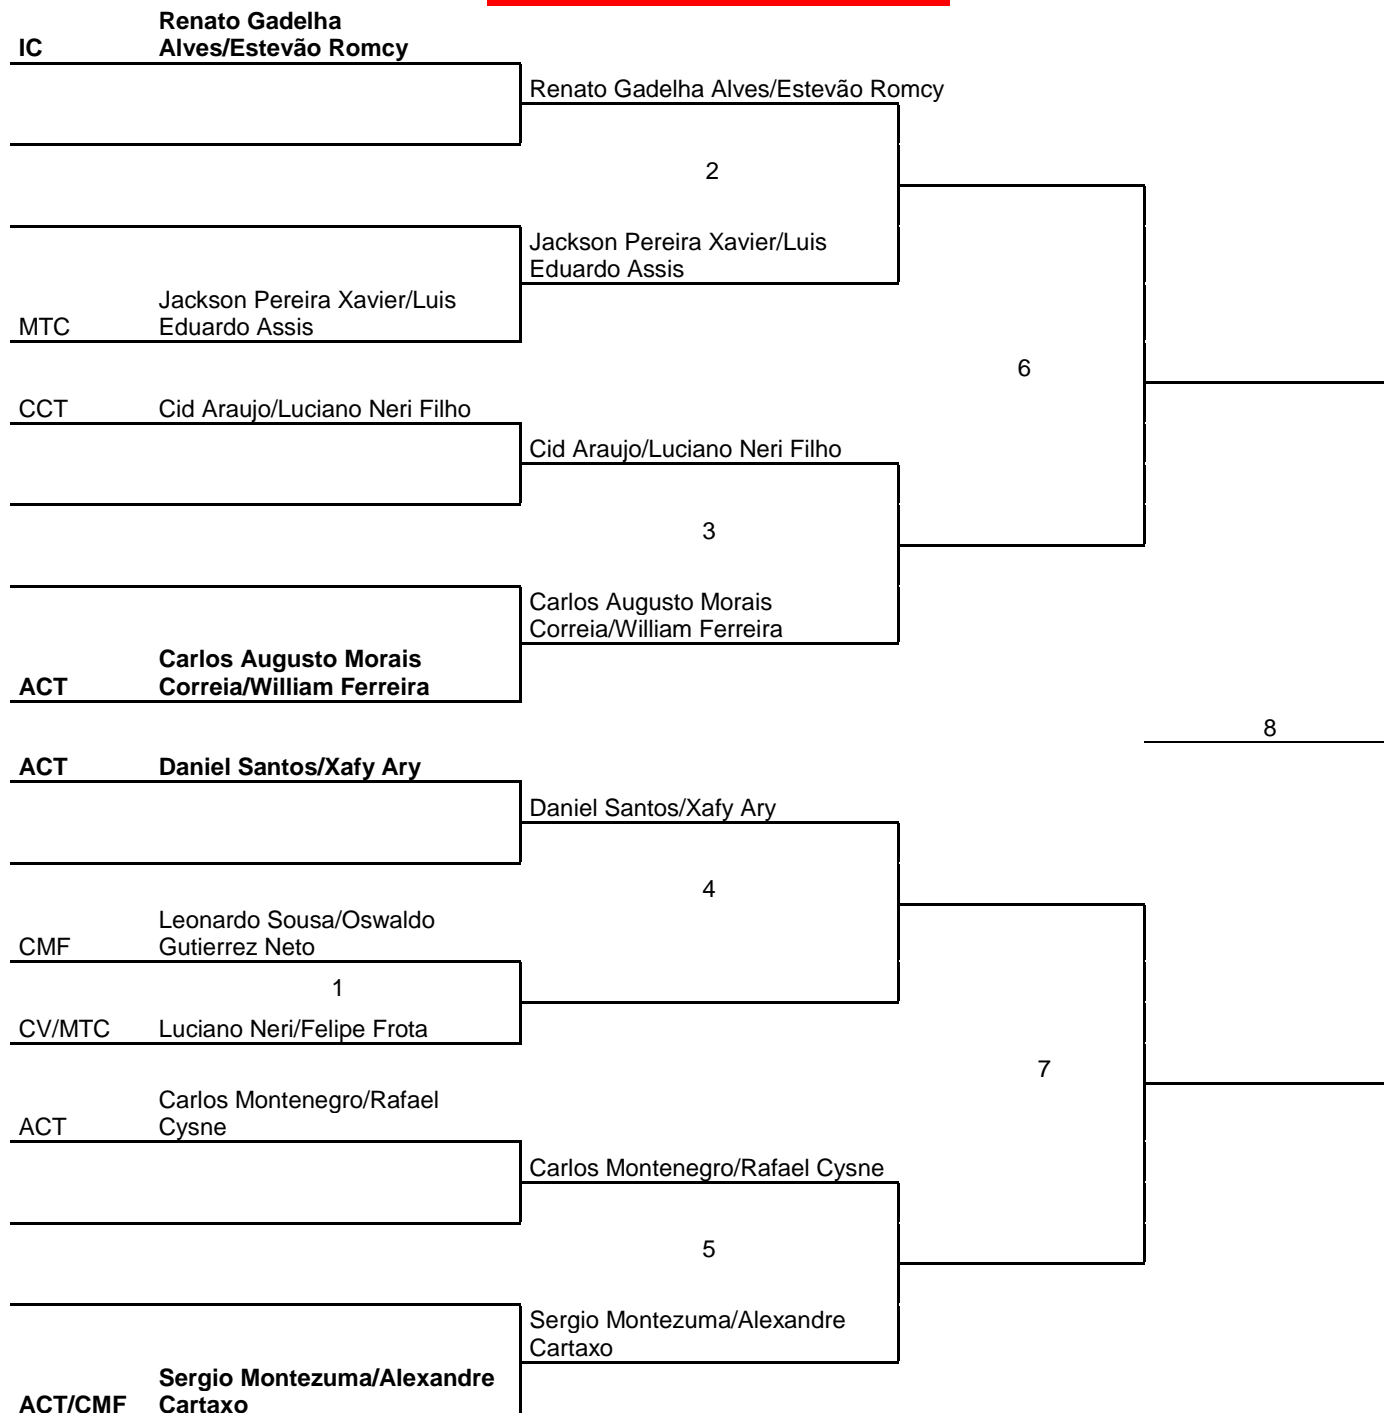 Renato Gadelha
IC Alves/Estevão Romcy
Renato Gadelha Alves/Estevão Romcy
2
Jackson Pereira Xavier/Luis
Eduardo Assis
Jackson Pereira Xavier/Luis
MTC Eduardo Assis
6
CCT Cid Araujo/Luciano Neri Filho
Cid Araujo/Luciano Neri Filho
3
Carlos Augusto Morais
Correia/William Ferreira
Carlos Augusto Morais
ACT Correia/William Ferreira
8
ACT Daniel Santos/Xafy Ary
Daniel Santos/Xafy Ary
4
Leonardo Sousa/Oswaldo
CMF Gutierrez Neto
1
CV/MTC Luciano Neri/Felipe Frota
7
Carlos Montenegro/Rafael
ACT Cysne
Carlos Montenegro/Rafael Cysne
5
Sergio Montezuma/Alexandre
Cartaxo
Sergio Montezuma/Alexandre
ACT/CMF Cartaxo